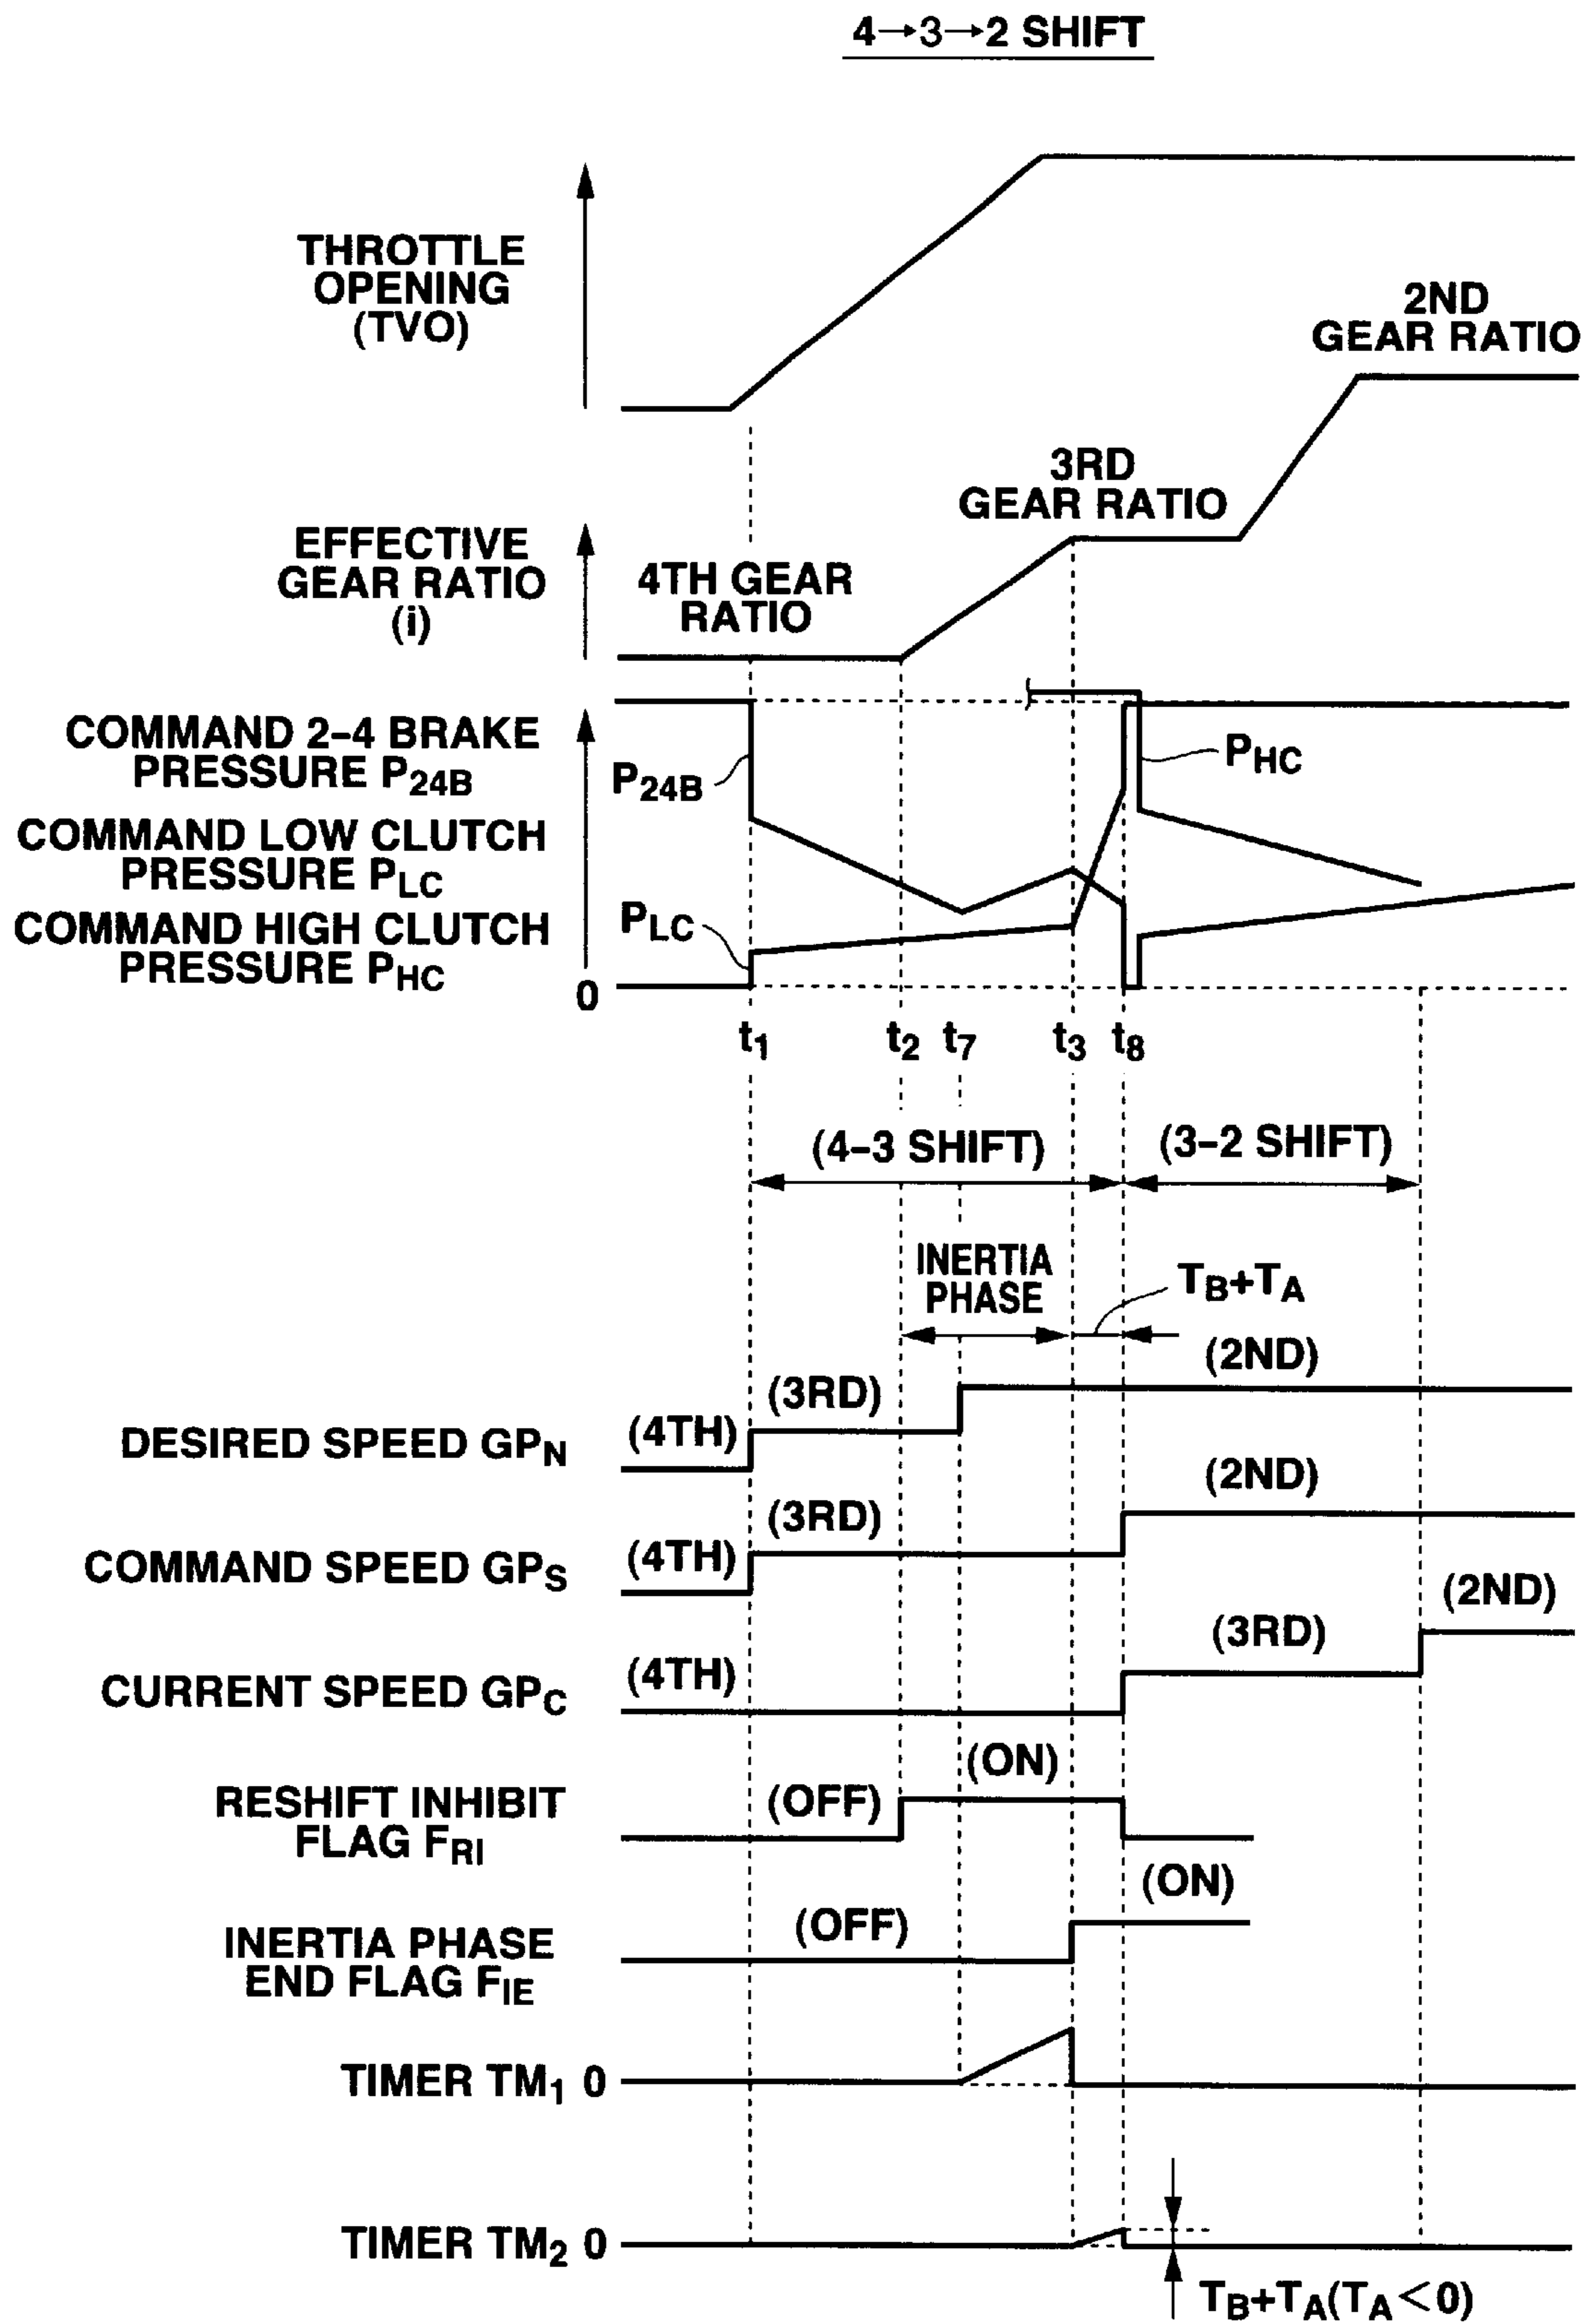 4→3→2 SHIFT
THROTTLE
OPENING
(TVO)
2ND
GEAR RATIO
3RD
GEAR RATIO
EFFECTIVE
GEAR RATIO
(i)
4TH GEAR
RATIO
COMMAND 2–4 BRAKE
PRESSURE P24B
P24B
PHC
COMMAND LOW CLUTCH
PRESSURE PLC
PLC
COMMAND HIGH CLUTCH
PRESSURE PHC
0
t1 t2 t7 t3 t8
(4–3 SHIFT) (3–2 SHIFT)
INERTIA
PHASE
TB+TA
DESIRED SPEED GPN (4TH) (3RD) (2ND)
COMMAND SPEED GPS (4TH) (3RD) (2ND)
CURRENT SPEED GPC (4TH) (3RD) (2ND)
RESHIFT INHIBIT
FLAG FRI
(OFF) (ON)
INERTIA PHASE
END FLAG FIE
(OFF) (ON)
TIMER TM1 0
TIMER TM2 0
TB+TA(TA<0)